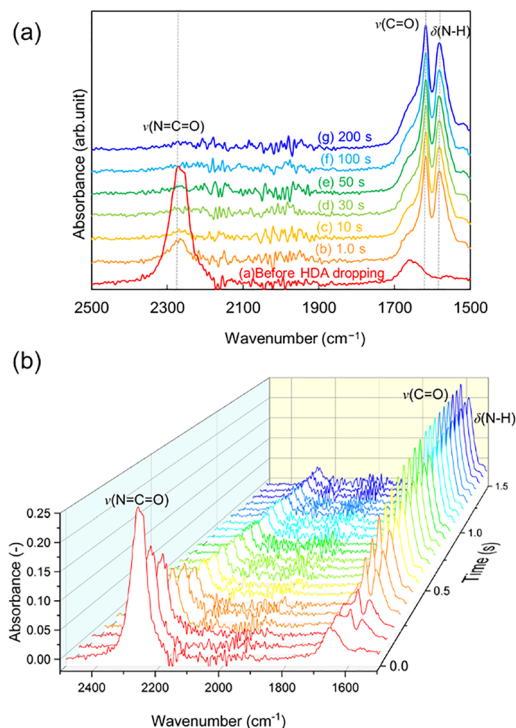 (a)
ν(C=O)
δ(N-H)
ν(N=C=O)
Absorbance (arb.unit)
(g) 200 s
(f) 100 s
(e) 50 s
(d) 30 s
(c) 10 s
(b) 1.0 s
(a)Before HDA dropping
2500 2300 2100 1900 1700 1500
Wavenumber (cm⁻¹)
(b)
ν(C=O)
δ(N-H)
ν(N=C=O)
Absorbance (-)
0.25
0.20
0.15
0.10
0.05
0.00
1.5
1.0
0.5
0.0
Time (s)
2400 2200 2000 1800 1600
Wavenumber (cm⁻¹)